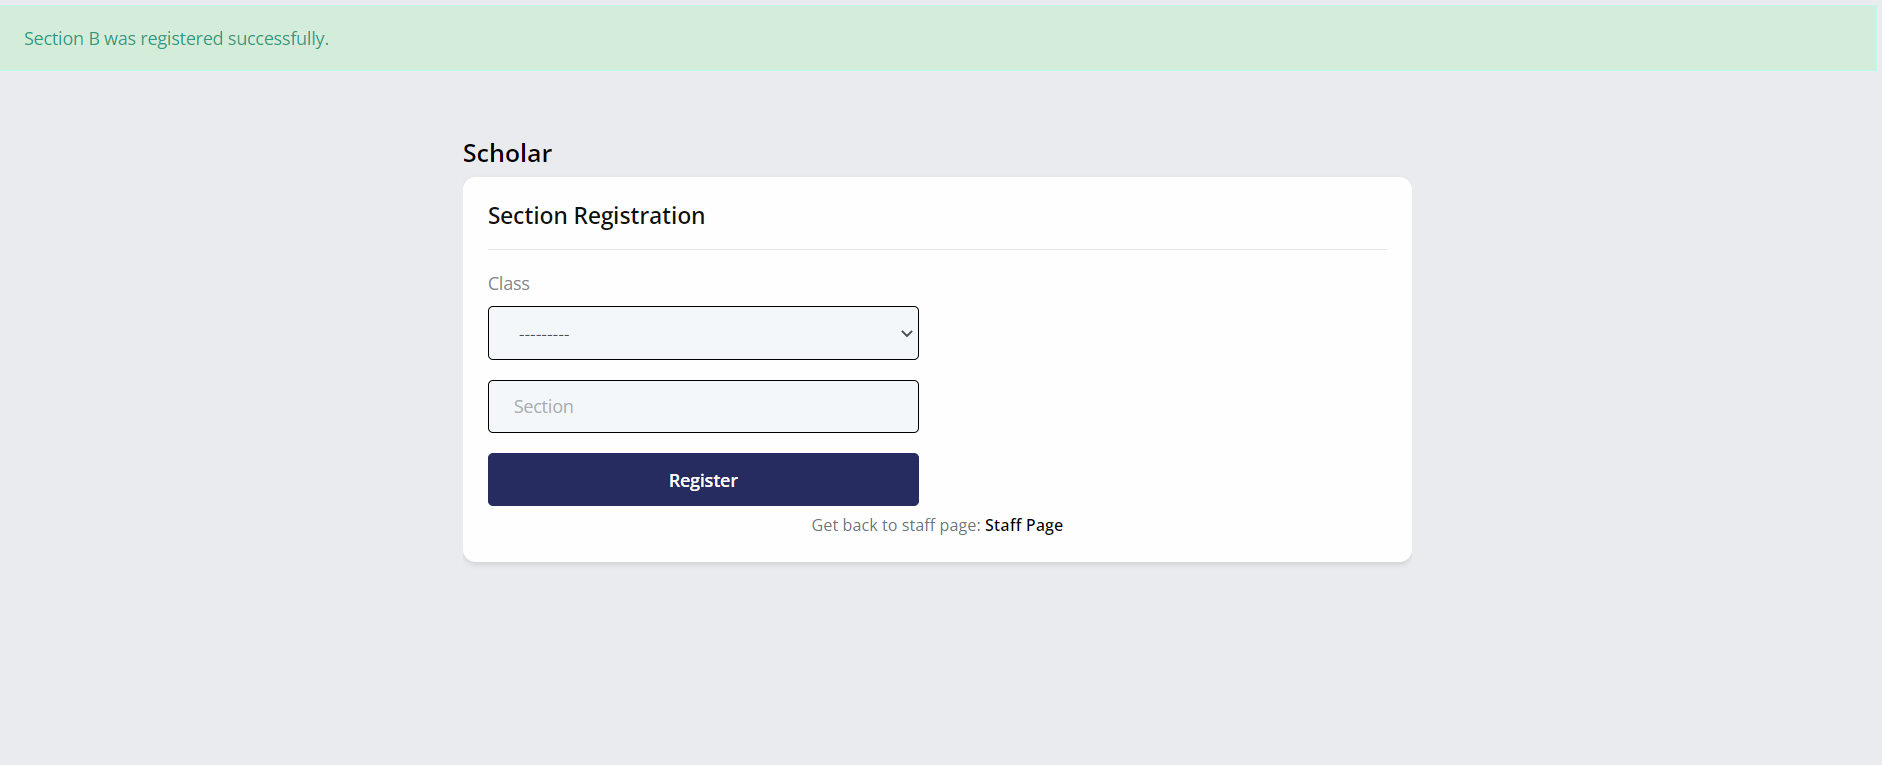 Section B was registered successfully.
Scholar
Section Registration
Class
---------
Section
Register
Get back to staff page: Staff Page